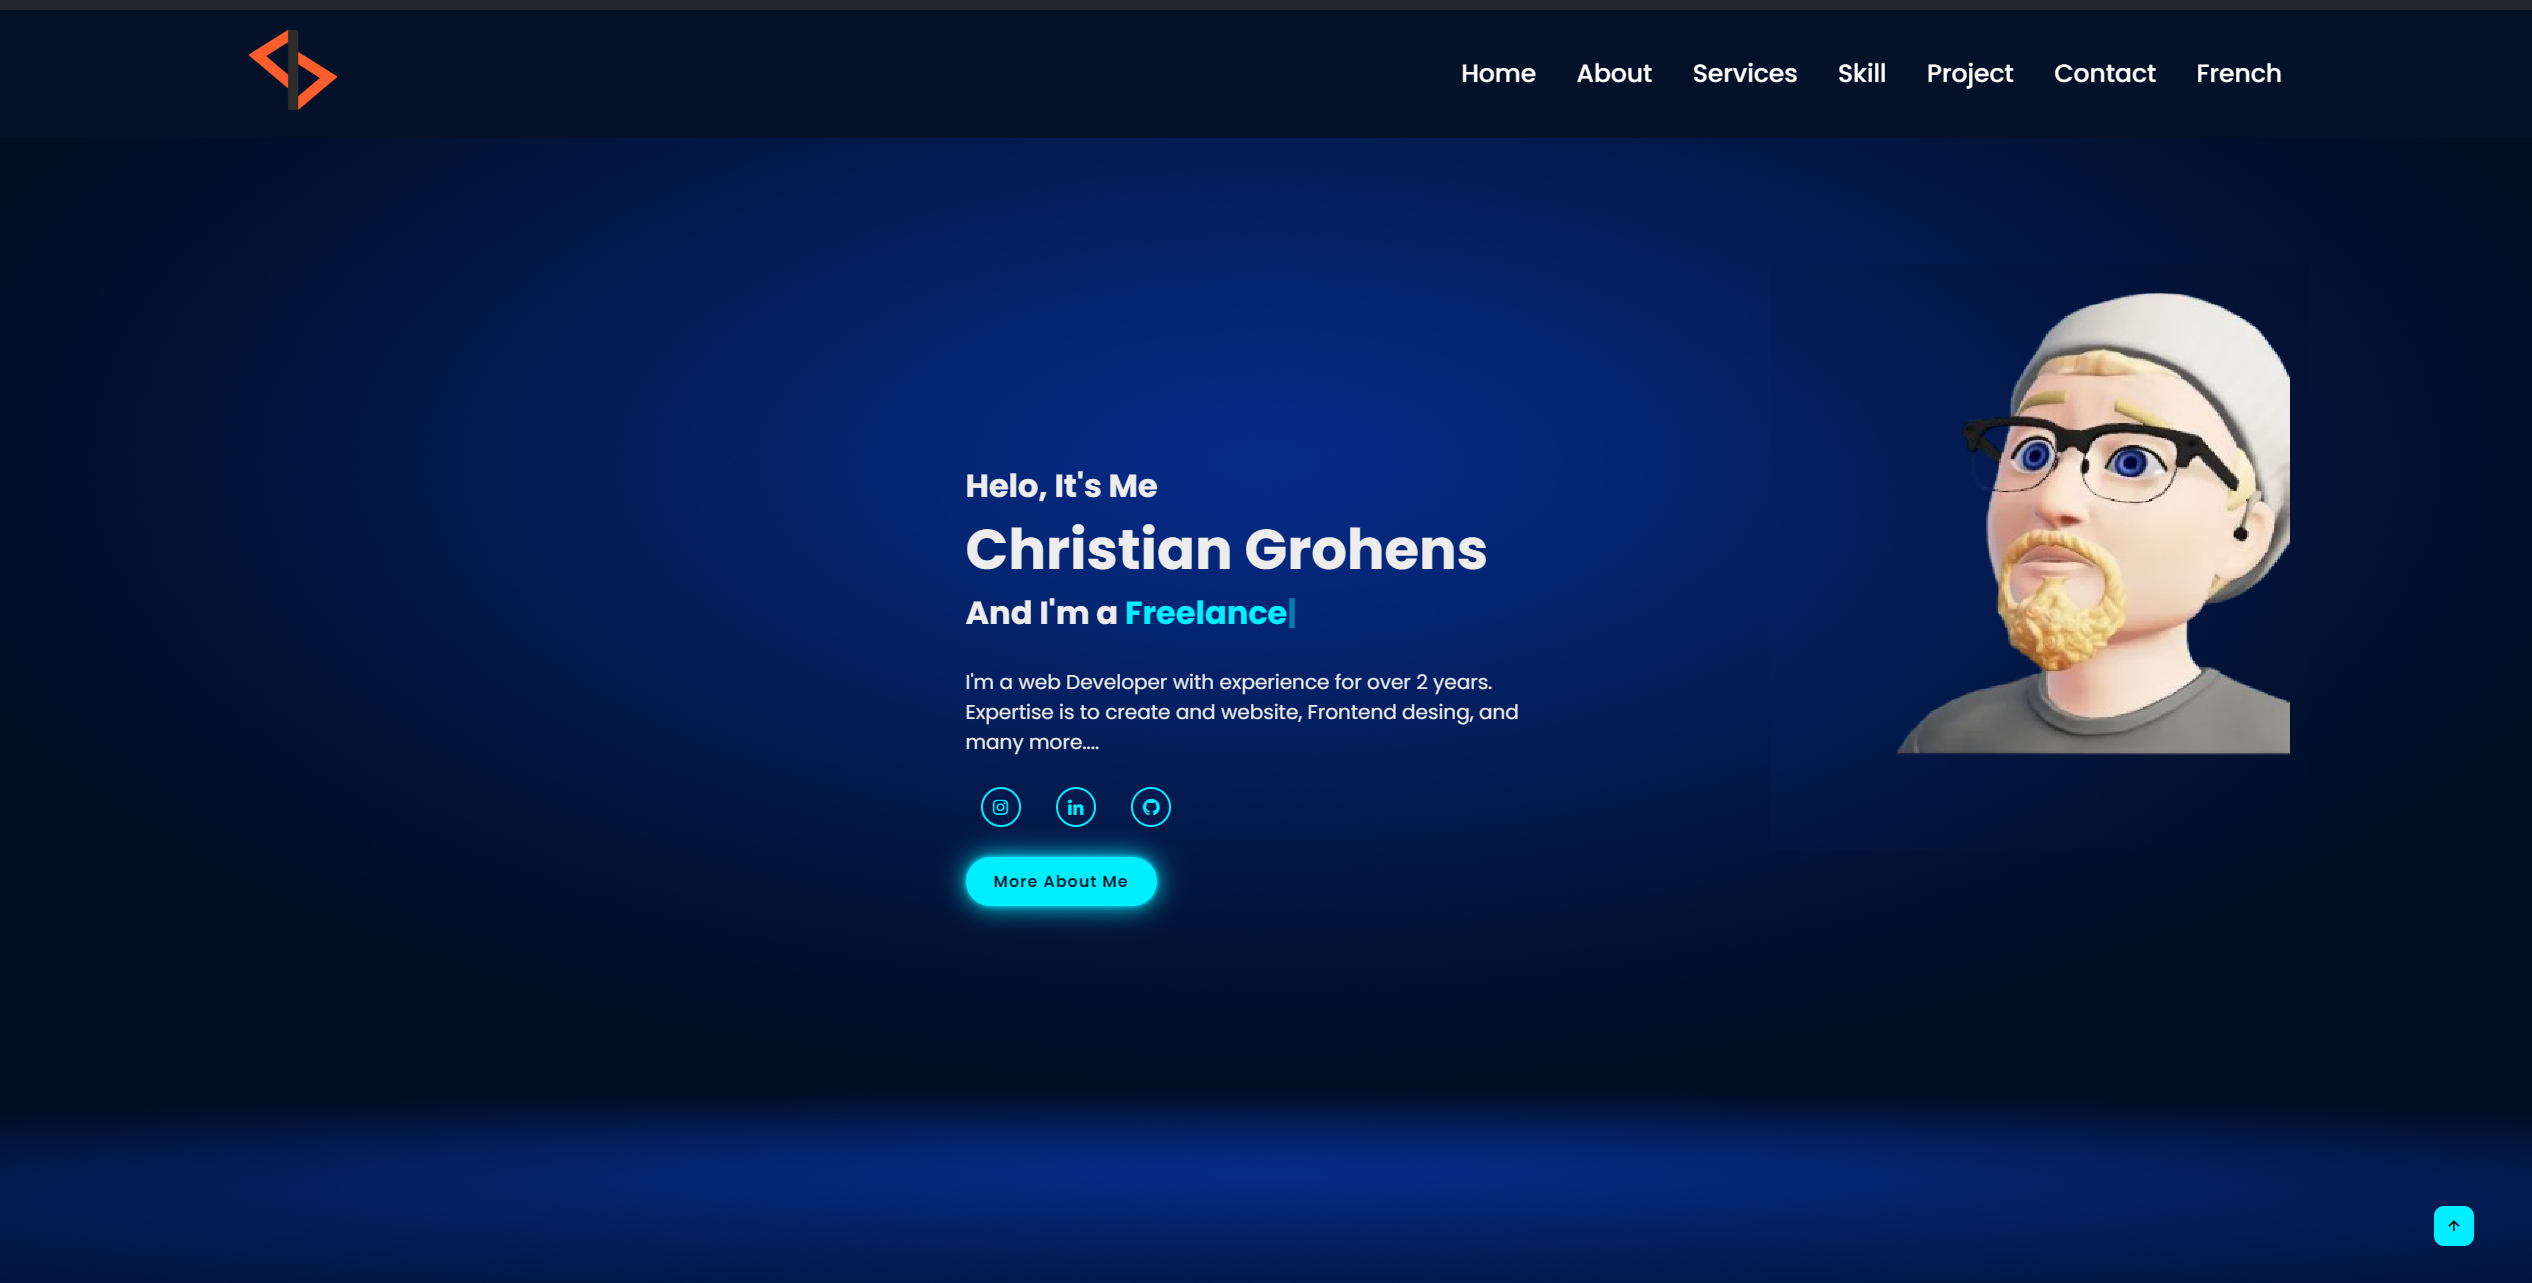 Home About Services Skill Project Contact French
Helo, It's Me
Christian Grohens
And I'm a Freelance
I'm a web Developer with experience for over 2 years.
Expertise is to create and website, Frontend desing, and
many more....
in
More About Me